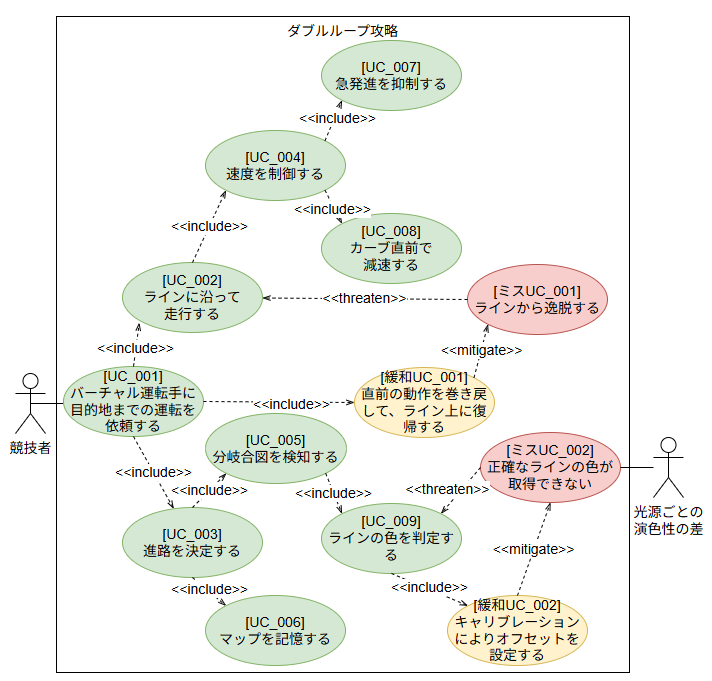 ダブルループ攻略
[UC_007]
急発進を抑制する
<<include>>
[UC_004]
速度を制御する
<<include>>
<<include>>
[UC_008]
カーブ直前で
減速する
[UC_002]
ラインに沿って
走行する
<<threaten>>
[ミスUC_001]
ラインから逸脱する
<<include>>
<<mitigate>>
[UC_001]
バーチャル運転手に
目的地までの運転を
依頼する
競技者
<<include>>
[緩和UC_001]
直前の動作を巻き戻
して、ライン上に復
帰する
[UC_005]
分岐合図を検知する
<<include>>
<<include>>
<<include>>
[ミスUC_002]
正確なラインの色が
取得できない
<<threaten>>
光源ごとの
演色性の差
[UC_003]
進路を決定する
[UC_009]
ラインの色を判定す
る
<<mitigate>>
<<include>>
<<include>>
[UC_006]
マップを記憶する
[緩和UC_002]
キャリブレーション
によりオフセットを
設定する